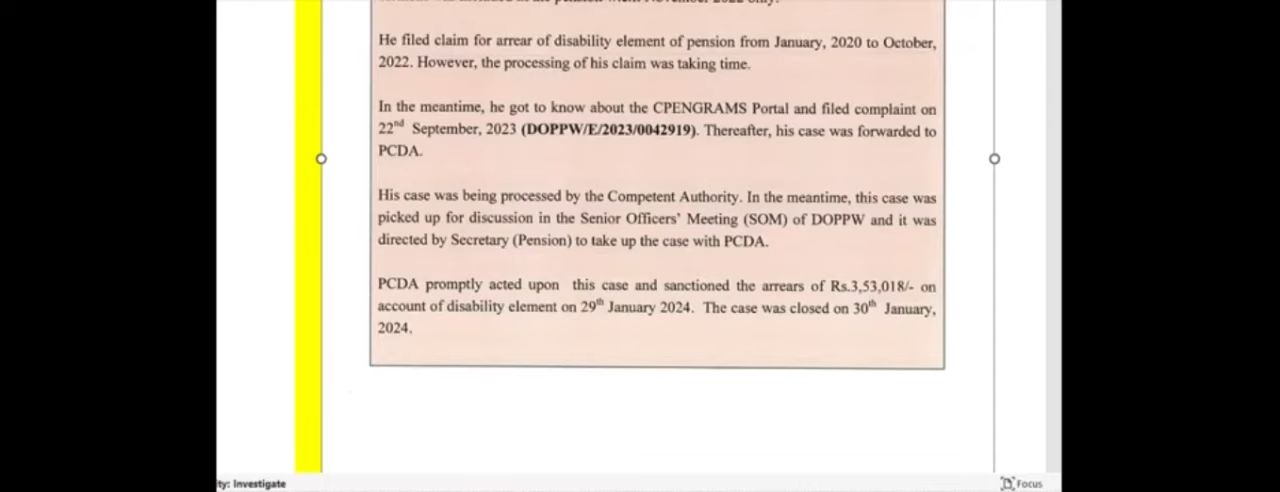 He filed claim for arrear of disability element of pension from January, 2020 to October,
2022. However, the processing of his claim was taking time.
In the meantime, he got to know about the CPENGRAMS Portal and filed complaint on
22nd September, 2023 (DOPPW/E/2023/0042919). Thereafter, his case was forwarded to
PCDA.
His case was being processed by the Competent Authority. In the meantime, this case was
picked up for discussion in the Senior Officers' Meeting (SOM) of DOPPW and it was
directed by Secretary (Pension) to take up the case with PCDA.
PCDA promptly acted upon this case and sanctioned the arrears of Rs.3,53,018/- on
account of disability element on 29th January 2024. The case was closed on 30th January,
2024.
ty: Investigate
Focus